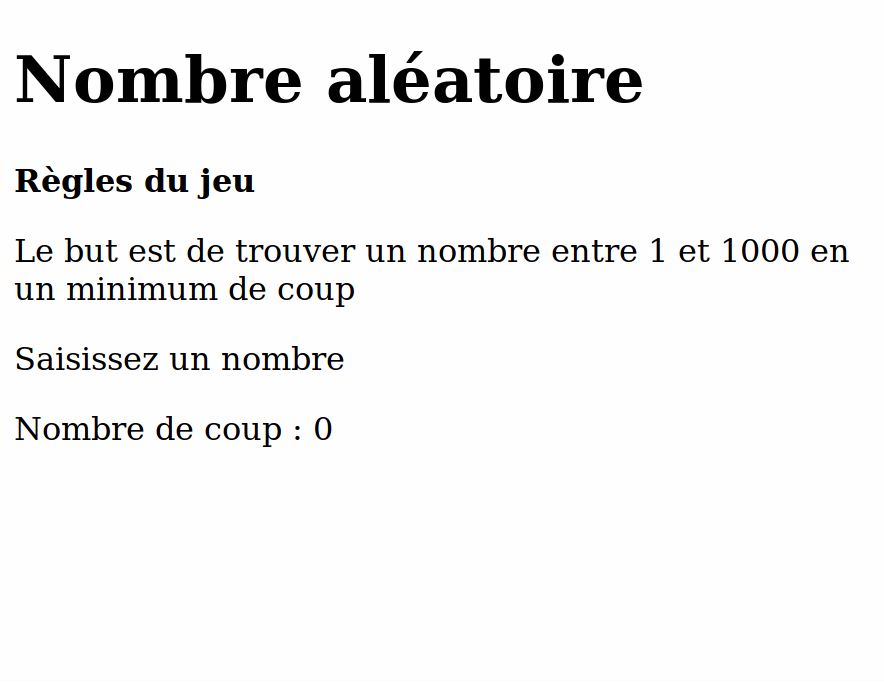 Nombre aléatoire
Règles du jeu
Le but est de trouver un nombre entre 1 et 1000 en
un minimum de coup
Saisissez un nombre
Nombre de coup : 0